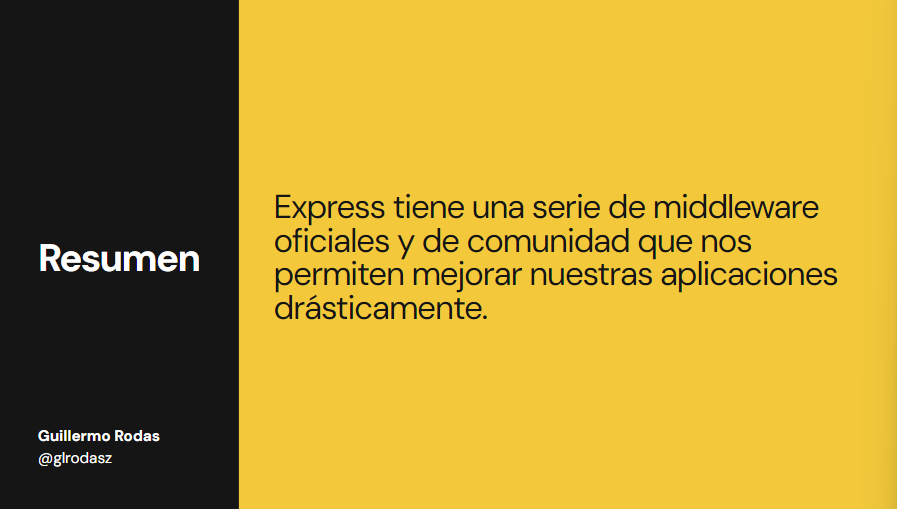 Resumen
Guillermo Rodas
@glrodasz
Express tiene una serie de middleware
oficiales y de comunidad que nos
permiten mejorar nuestras aplicaciones
drásticamente.